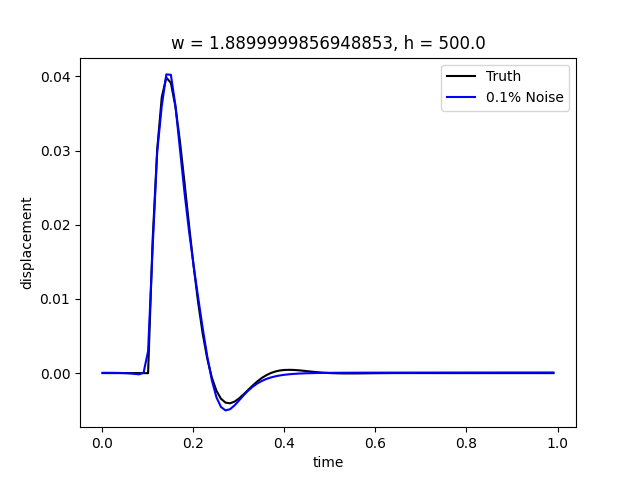 w = 1.8899999856948853, h = 500.0
Truth
0.1% Noise
displacement
0.04
0.03
0.02
0.01
0.00
0.0 0.2 0.4 0.6 0.8 1.0
time